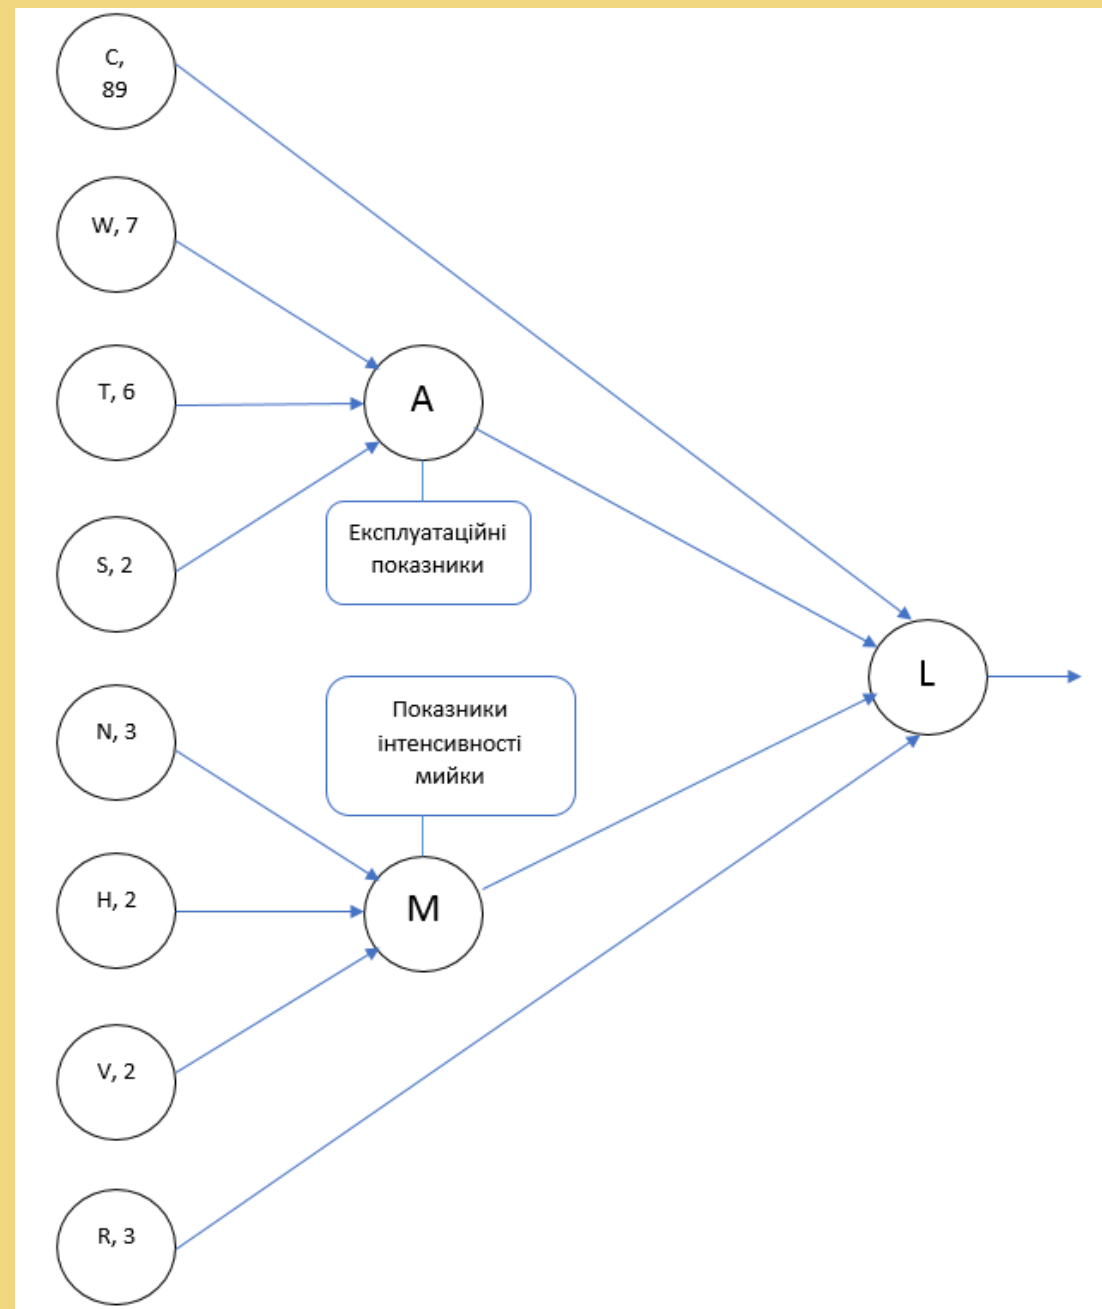 C,
89
W, 7
T, 6
A
S, 2
Експлуатаційні
показники
L
N, 3
Показники
інтенсивності
мийки
H, 2
M
V, 2
R, 3